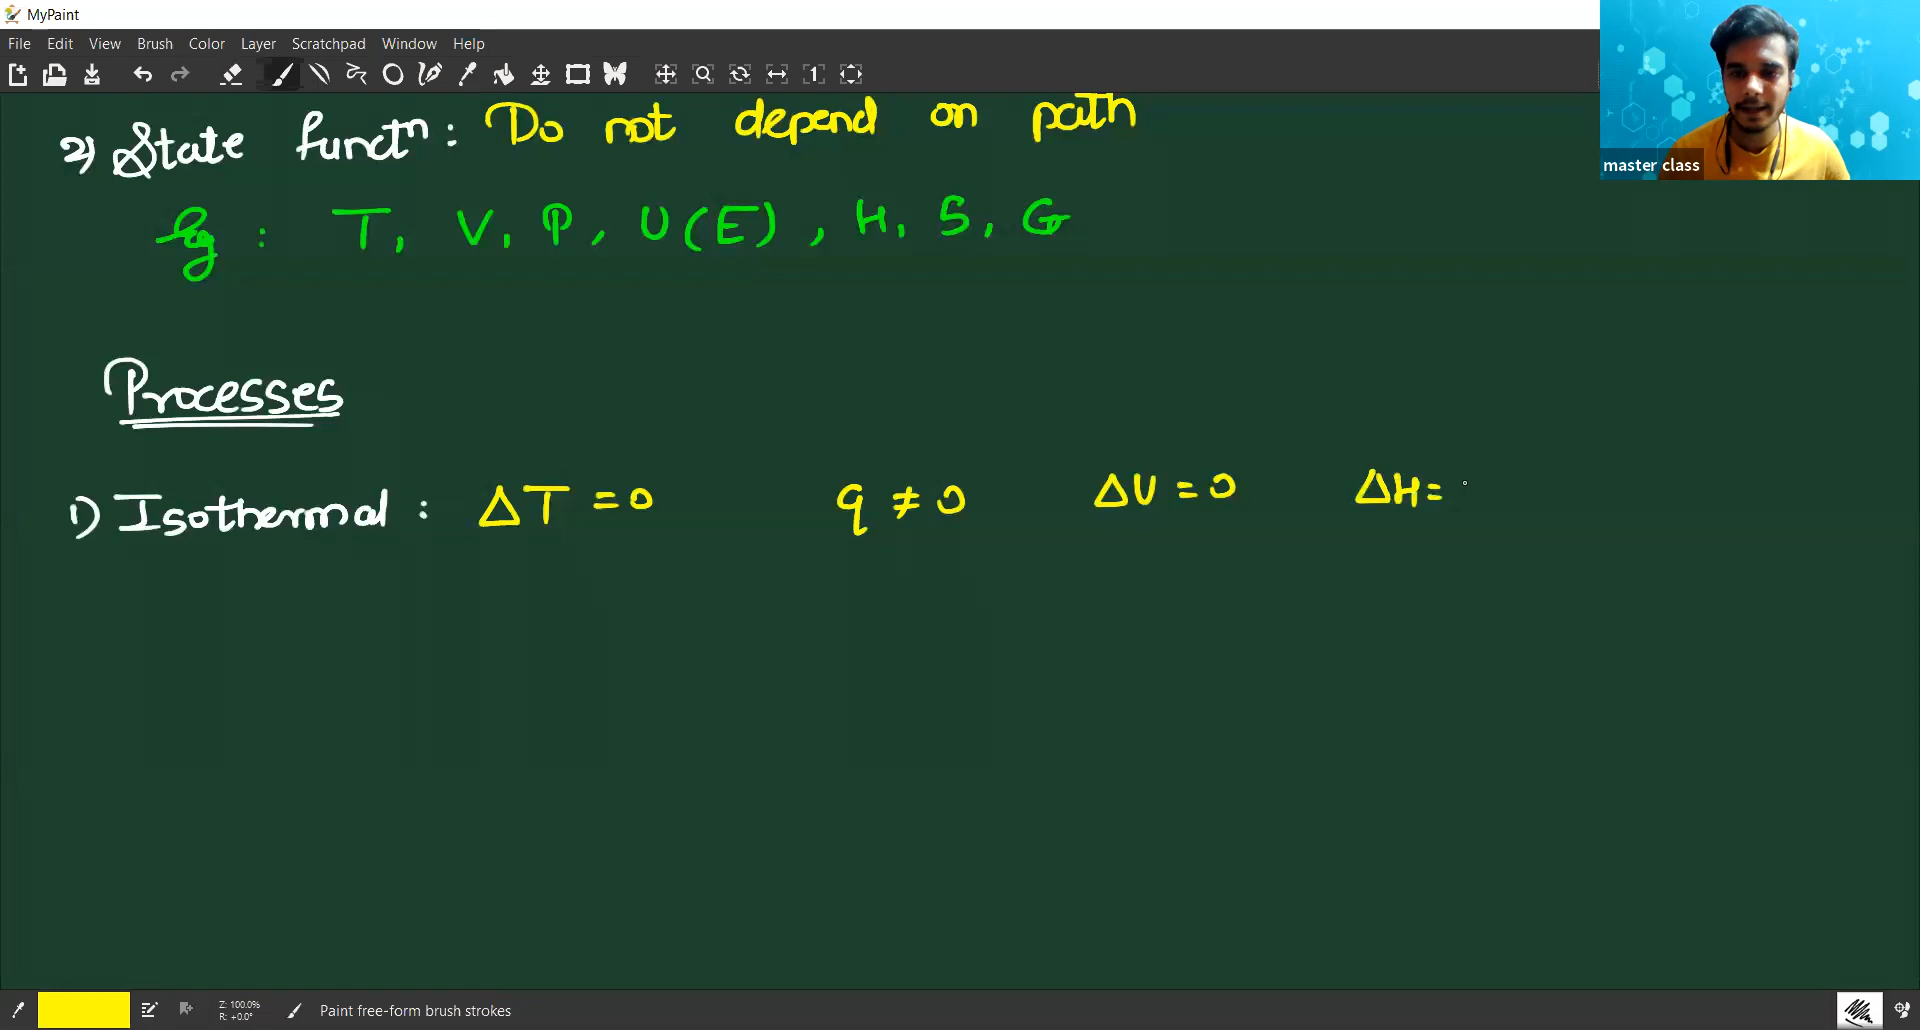 MyPaint
File Edit View Brush Color Layer Scratchpad Window Help
master class
2) State functⁿ : Do not depend on path
Eg : T, V, P, U(E), H, S, G
Processes
1) Isothermal : ΔT = 0 q ≠ 0 ΔU = 0 ΔH =
Z: 100.0%
R: +0.0°
Paint free-form brush strokes